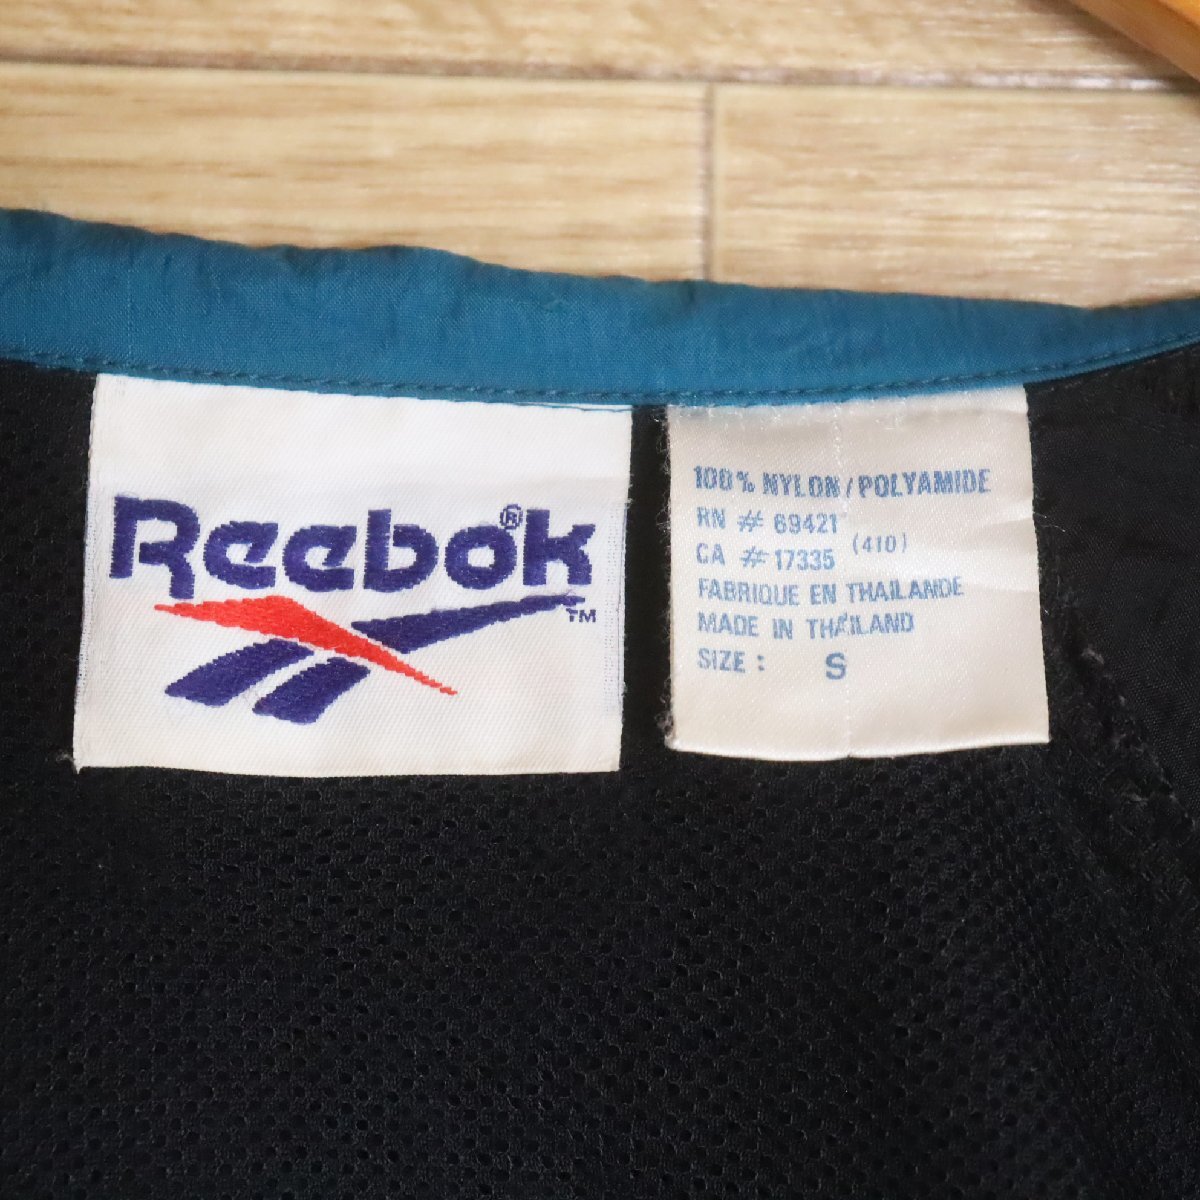 Reebok®
TM
100% NYLON/POLYAMIDE
RN # 69421
CA # 17335 (410)
FABRIQUE EN THAILANDE
MADE IN THAILAND
SIZE : S